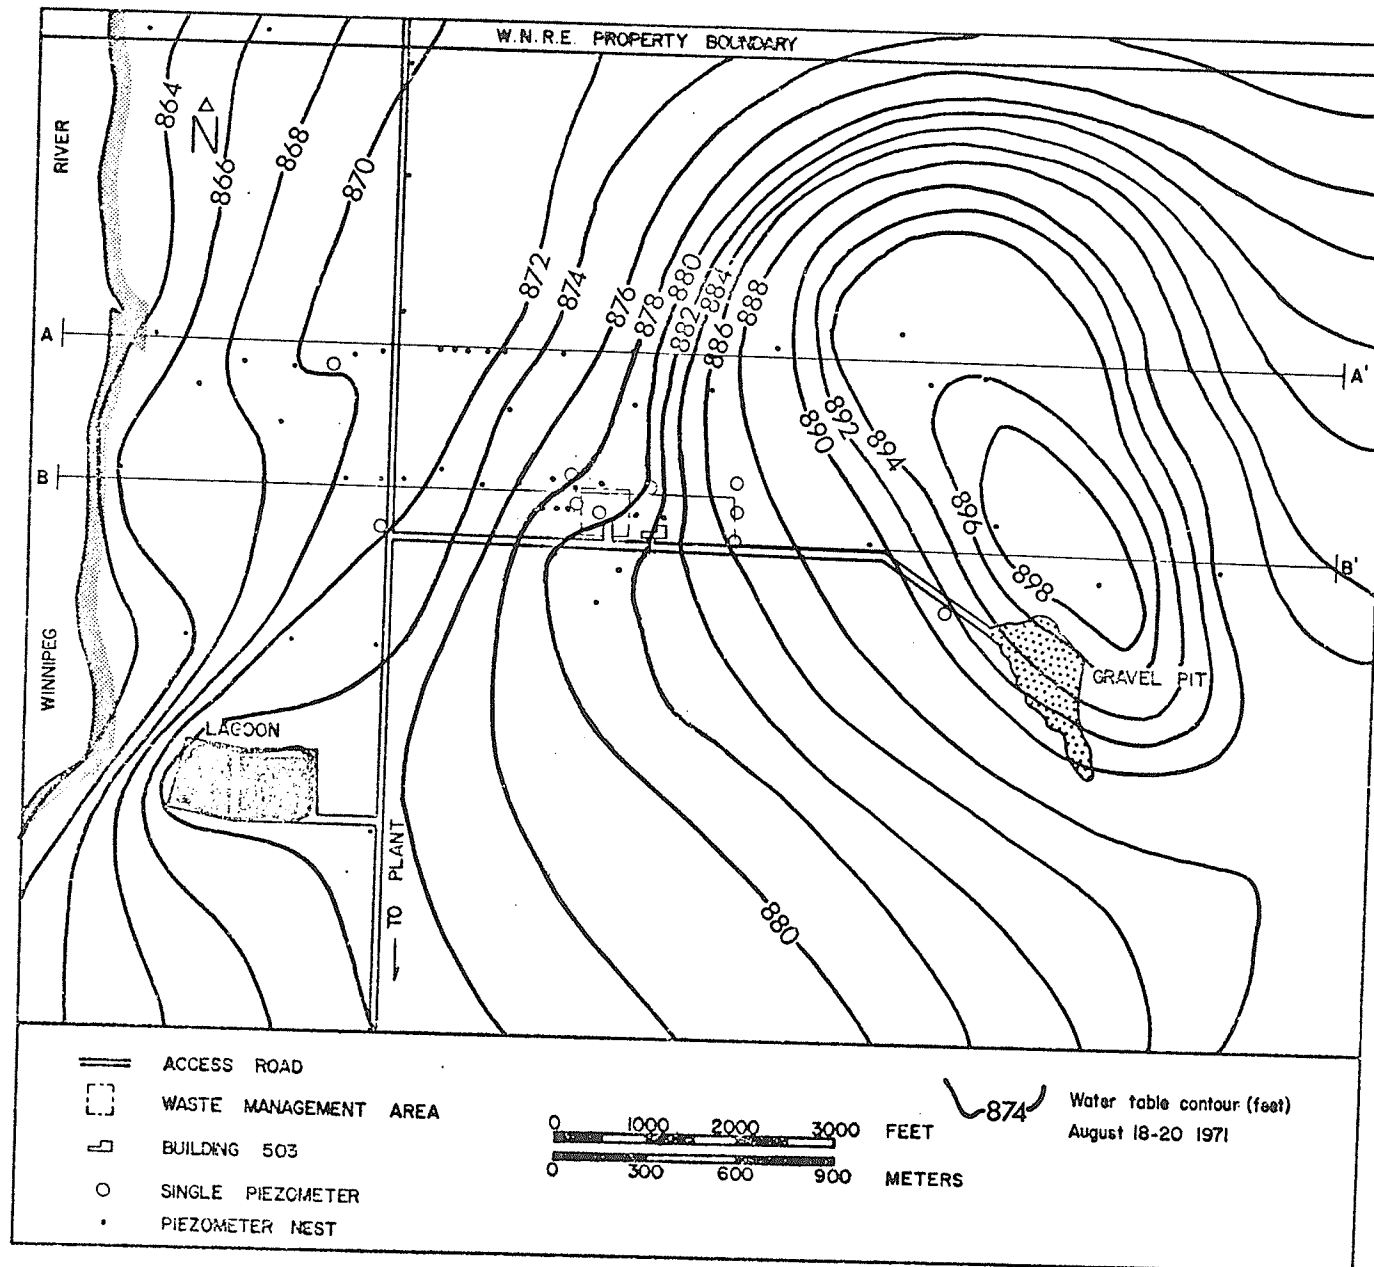 W.N.R.E. PROPERTY BOUNDARY
RIVER
N
864
866
868
870
872
874
876
878
880
882
884
886
888
A
A'
890
892
894
896
898
B
B'
WINNIPEG
GRAVEL PIT
LAGOON
TO PLANT
880
ACCESS ROAD
WASTE MANAGEMENT AREA
BUILDING 503
SINGLE PIEZOMETER
PIEZOMETER NEST
0 1000 2000 3000 FEET
0 300 600 900 METERS
874
Water table contour (feet)
August 18-20 1971